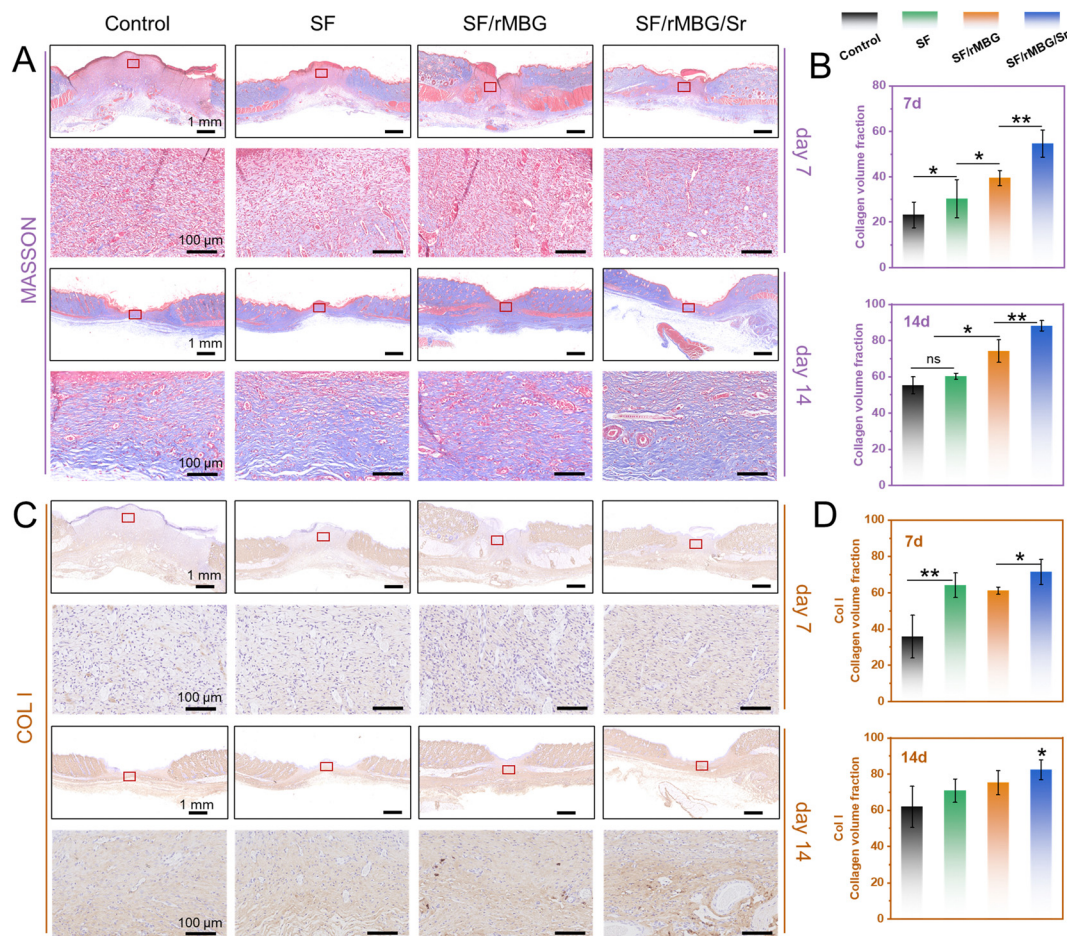 Control SF SF/rMBG SF/rMBG/Sr
Control SF SF/rMBG SF/rMBG/Sr
A
MASSON
1 mm
day 7
100 μm
1 mm
day 14
100 μm
B
7d
Collagen volume fraction
80
60
40
20
0
*
*
**
14d
Collagen volume fraction
100
80
60
40
20
0
ns
*
**
C
COL I
1 mm
day 7
100 μm
1 mm
day 14
100 μm
D
7d
Col I
Collagen volume fraction
100
80
60
40
20
0
**
*
14d
Col I
Collagen volume fraction
100
80
60
40
20
0
*